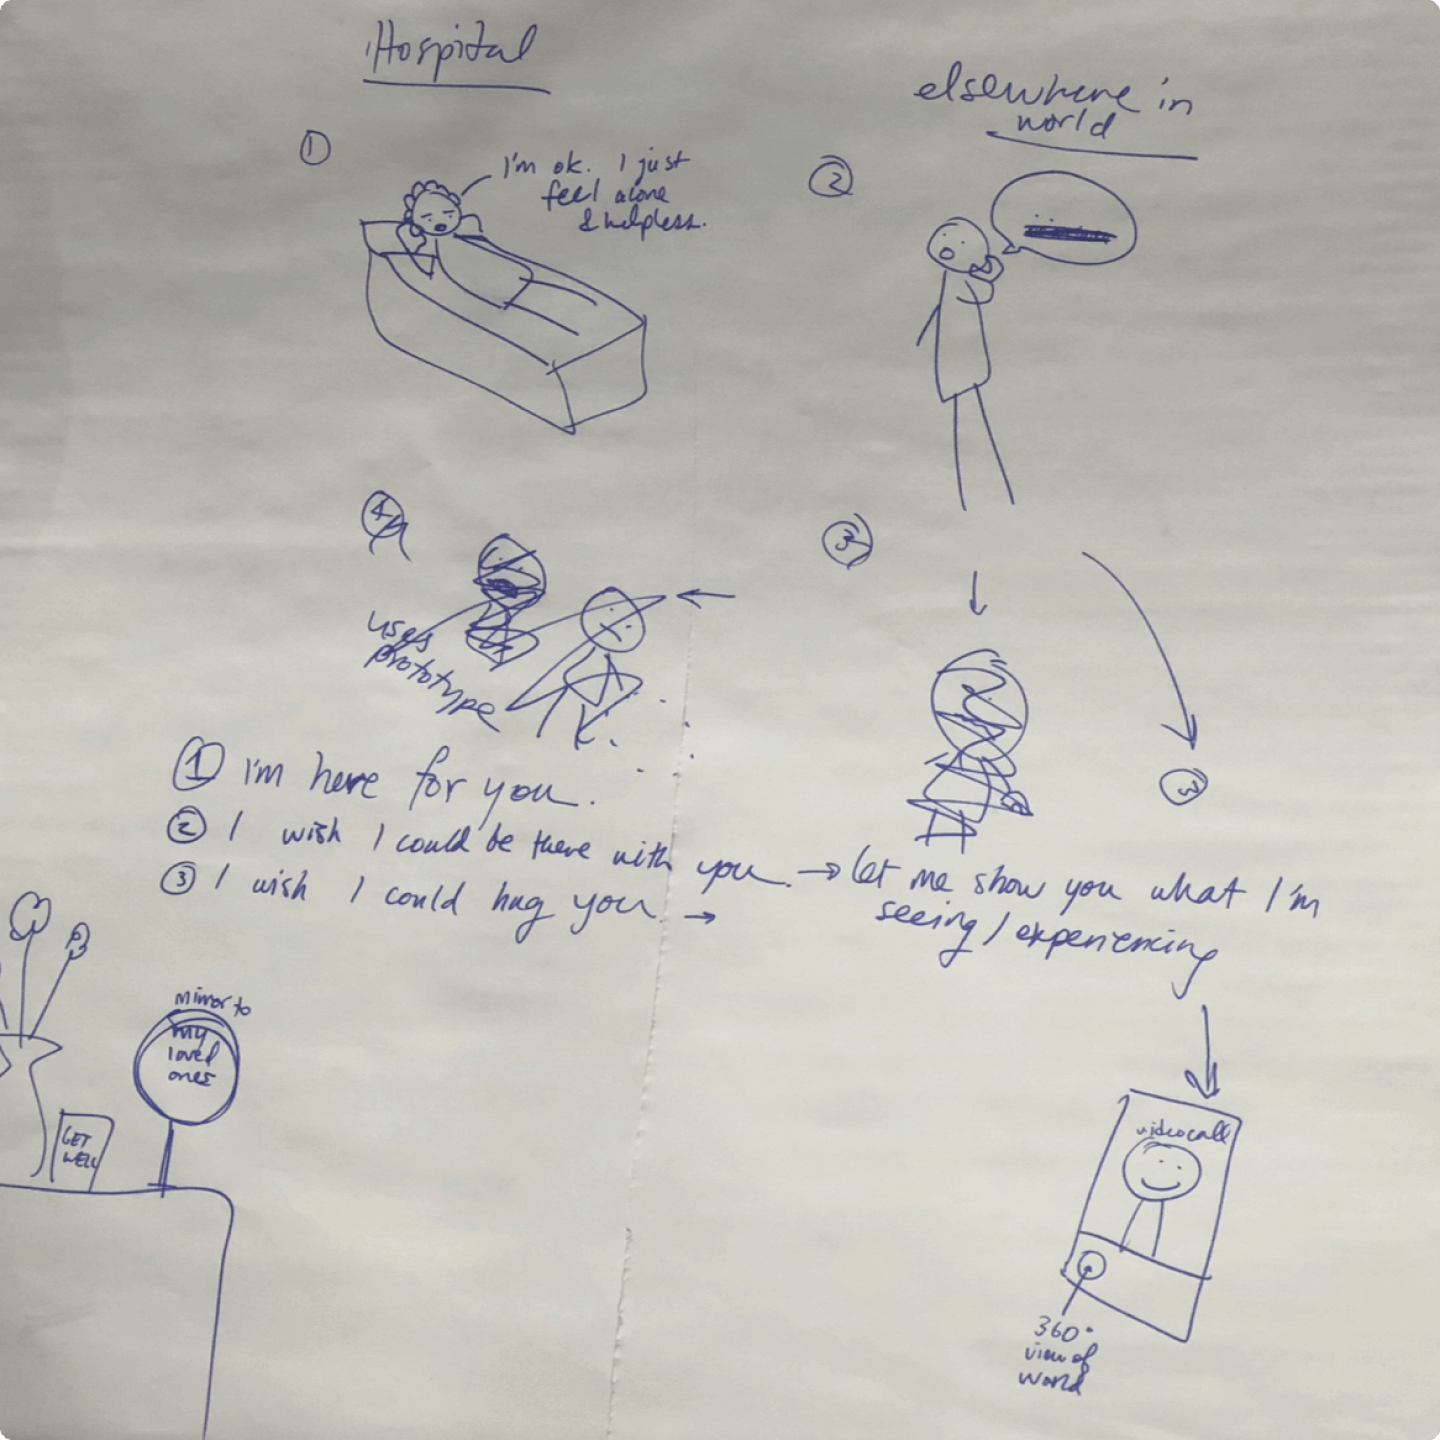 Hospital
elsewhere in
world
①
I'm ok. I just
feel alone
& helpless.
②
④
③
uses
prototype
③
① I'm here for you.
② I wish I could be there with you. → let me show you what I'm
seeing / experiencing
③ I wish I could hug you →
mirror to
my
loved
ones
GET
WELL
videocall
360°
view of
world